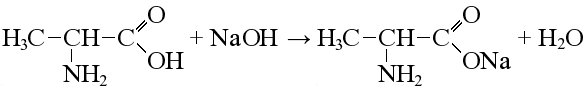 O O
H₃C−CH−C OH + NaOH → H₃C−CH−C ONa + H₂O
NH₂ NH₂